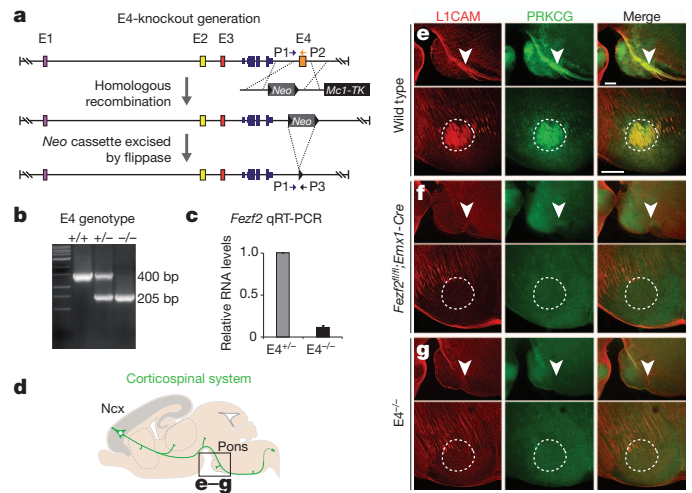 a
E4-knockout generation
E1
E2
E3
P1
E4
P2
Homologous
recombination
Neo
Mc1-TK
Neo
Neo cassette excised
by flippase
P1
P3
b
E4 genotype
+/+ +/– –/–
400 bp
205 bp
c
Fezf2 qRT-PCR
Relative RNA levels
1.0
0.5
0
E4+/–
E4–/–
d
Corticospinal system
Ncx
Pons
e–g
L1CAM
PRKCG
Merge
e
Wild type
f
Fezf2fl/fl;Emx1-Cre
g
E4–/–